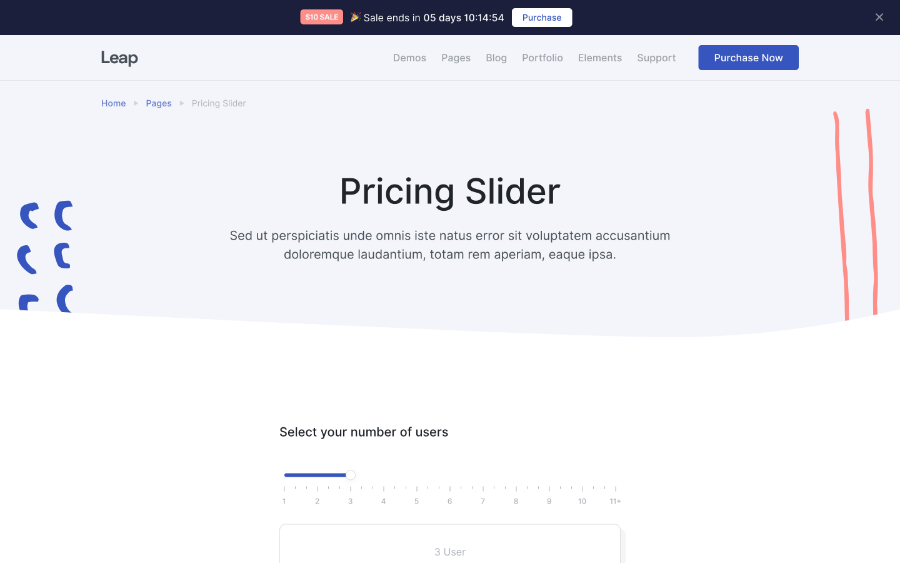 $10 SALE 🎉 Sale ends in 05 days 10:14:54 Purchase ✕
Leap Demos Pages Blog Portfolio Elements Support Purchase Now
Home > Pages > Pricing Slider
Pricing Slider
Sed ut perspiciatis unde omnis iste natus error sit voluptatem accusantium
doloremque laudantium, totam rem aperiam, eaque ipsa.
Select your number of users
1 2 3 4 5 6 7 8 9 10 11+
3 User